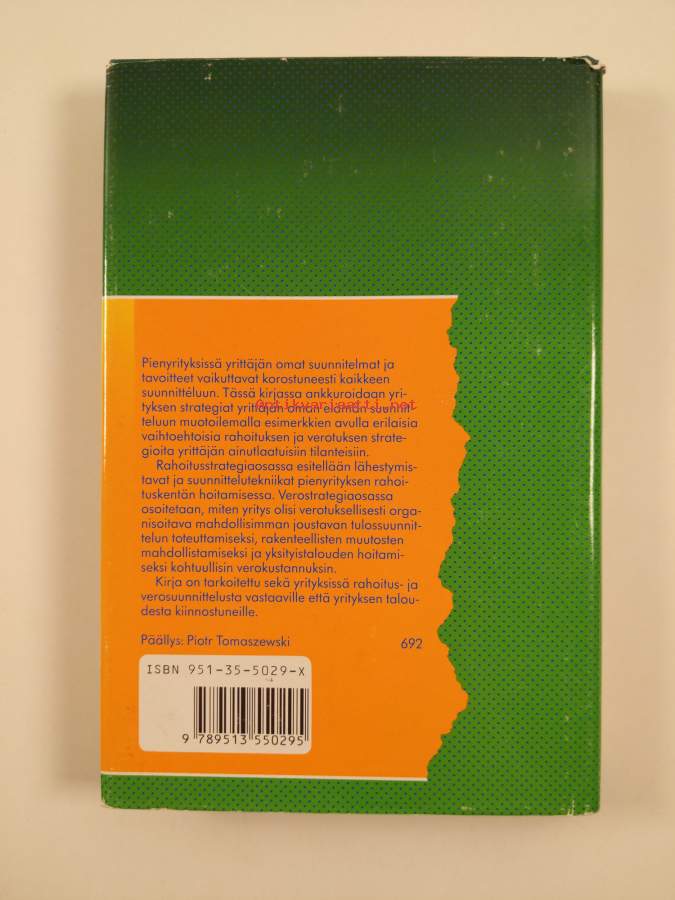 Pienyrityksissä yrittäjän omat suunnitelmat ja
tavoitteet vaikuttavat korostuneesti kaikkeen
suunnitteluun. Tässä kirjassa ankkuroidaan yri-
tyksen strategiat yrittäjän oman elämän suunnit-
antikvariaatti.net
teluun muotoilemalla esimerkkien avulla erilaisia
vaihtoehtoisia rahoituksen ja verotuksen strate-
gioita yrittäjän ainutlaatuisiin tilanteisiin.
Rahoitusstrategiaosassa esitellään lähestymis-
tavat ja suunnittelutekniikat pienyrityksen rahoi-
tuskentän hoitamisessa. Verostrategiaosassa
osoitetaan, miten yritys olisi verotuksellisesti orga-
nisoitava mahdollisimman joustavan tulossuunnit-
telun toteuttamiseksi, rakenteellisten muutosten
mahdollistamiseksi ja yksityistalouden hoitami-
seksi kohtuullisin verakustannuksin.
Kirja on tarkoitettu sekä yrityksissä rahoitus- ja
verosuunnittelusta vastaaville että yrityksen talou-
desta kiinnostuneille.
Päällys: Piotr Tomaszewski 692
ISBN 951-35-5029-X
9 789513 550295